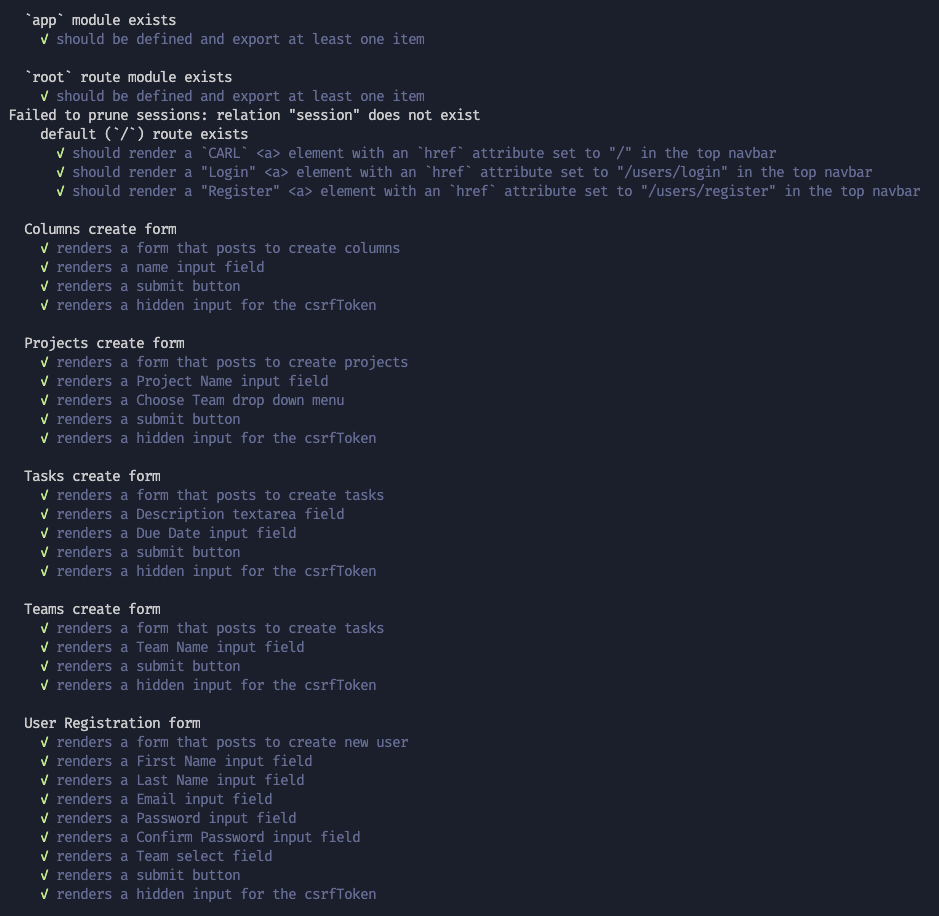 `app` module exists
✓ should be defined and export at least one item
`root` route module exists
✓ should be defined and export at least one item
Failed to prune sessions: relation "session" does not exist
default (`/`) route exists
✓ should render a `CARL` <a> element with an `href` attribute set to "/" in the top navbar
✓ should render a "Login" <a> element with an `href` attribute set to "/users/login" in the top navbar
✓ should render a "Register" <a> element with an `href` attribute set to "/users/register" in the top navbar
Columns create form
✓ renders a form that posts to create columns
✓ renders a name input field
✓ renders a submit button
✓ renders a hidden input for the csrfToken
Projects create form
✓ renders a form that posts to create projects
✓ renders a Project Name input field
✓ renders a Choose Team drop down menu
✓ renders a submit button
✓ renders a hidden input for the csrfToken
Tasks create form
✓ renders a form that posts to create tasks
✓ renders a Description textarea field
✓ renders a Due Date input field
✓ renders a submit button
✓ renders a hidden input for the csrfToken
Teams create form
✓ renders a form that posts to create tasks
✓ renders a Team Name input field
✓ renders a submit button
✓ renders a hidden input for the csrfToken
User Registration form
✓ renders a form that posts to create new user
✓ renders a First Name input field
✓ renders a Last Name input field
✓ renders a Email input field
✓ renders a Password input field
✓ renders a Confirm Password input field
✓ renders a Team select field
✓ renders a submit button
✓ renders a hidden input for the csrfToken